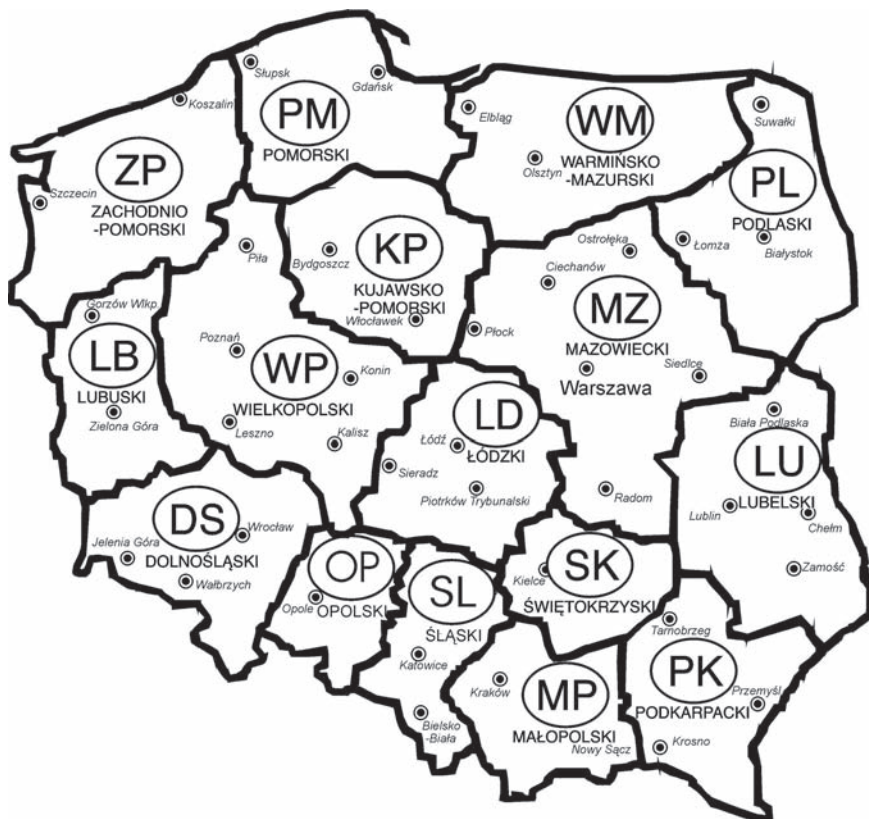 Słupsk
Gdańsk
Koszalin
PM
POMORSKI
Elbląg
WM
WARMIŃSKO
-MAZURSKI
Olsztyn
Suwałki
ZP
ZACHODNIO
-POMORSKI
Szczecin
PL
PODLASKI
Łomza
Białystok
Piła
Bydgoszcz
KP
KUJAWSKO
-POMORSKI
Włocławek
Ostrołęka
Ciechanów
MZ
MAZOWIECKI
Płock
Warszawa
Siedlce
Radom
Gorzów Wlkp
LB
LUBUSKI
Zielona Góra
Poznań
WP
WIELKOPOLSKI
Konin
Leszno
Kalisz
LD
ŁÓDZKI
Łódź
Sieradz
Piotrków Trybunalski
Biała Podlaska
LU
LUBELSKI
Lublin
Chełm
Zamość
DS
DOLNOŚLĄSKI
Wrocław
Jelenia Góra
Wałbrzych
OP
OPOLSKI
Opole
SL
ŚLĄSKI
Katowice
Bielsko
-Biała
SK
ŚWIĘTOKRZYSKI
Kielce
MP
MAŁOPOLSKI
Kraków
Nowy Sącz
Tarnobrzeg
PK
PODKARPACKI
Przemyśl
Krosno